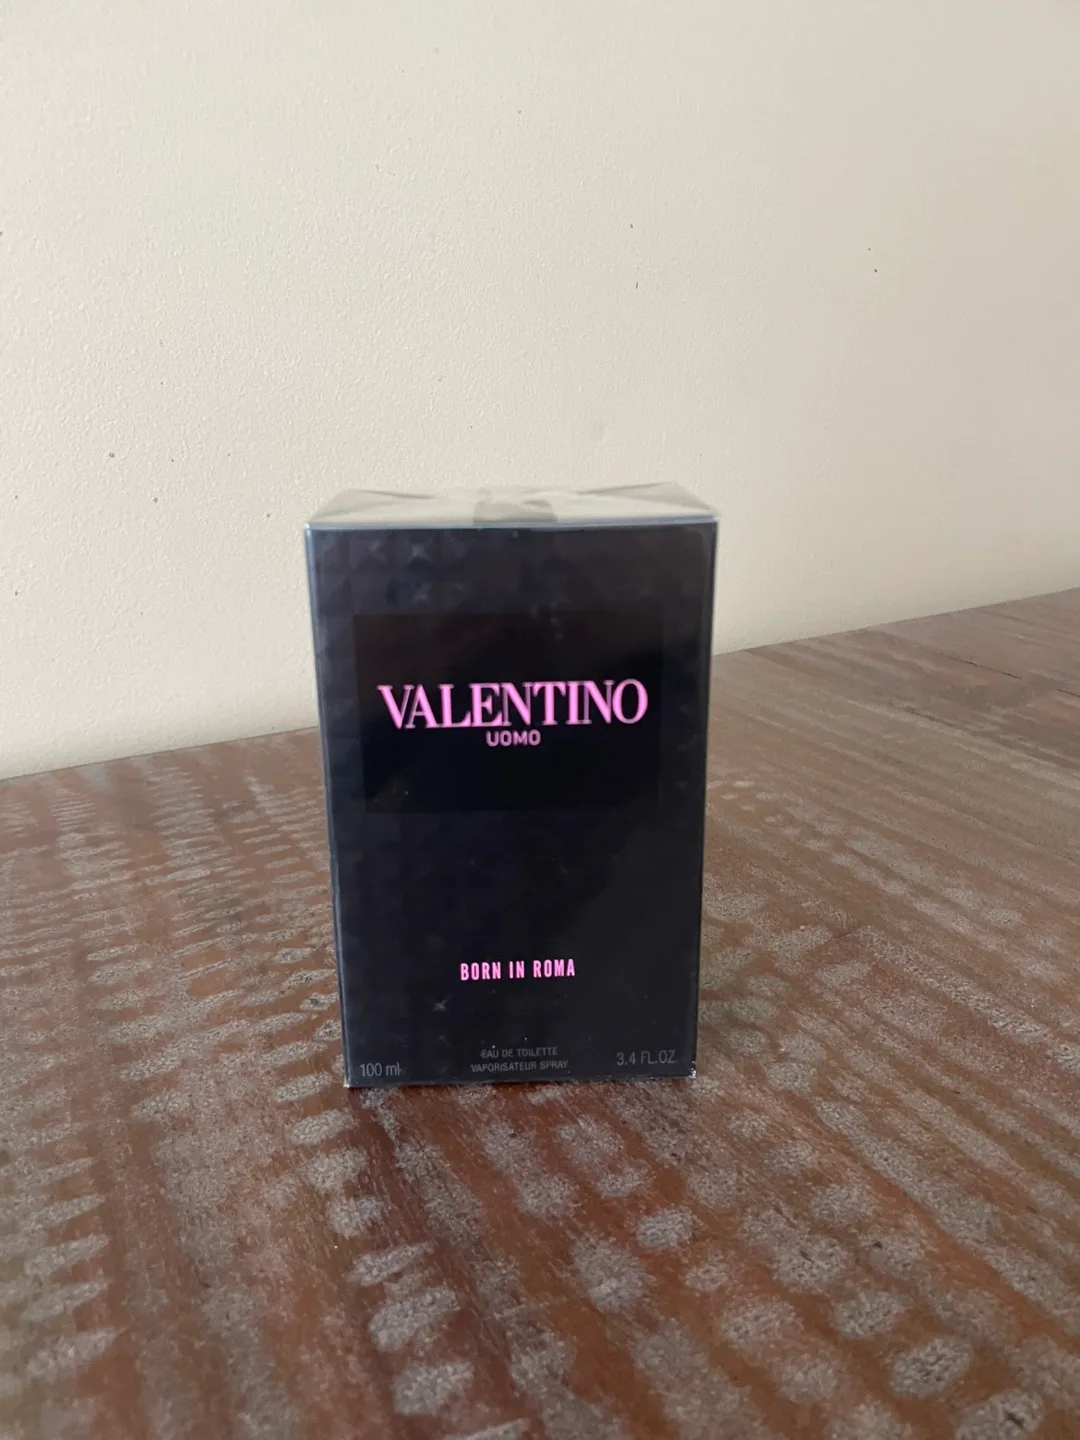 VALENTINO
UOMO
BORN IN ROMA
EAU DE TOILETTE
VAPORISATEUR SPRAY
100 ml
3.4 FL.OZ.